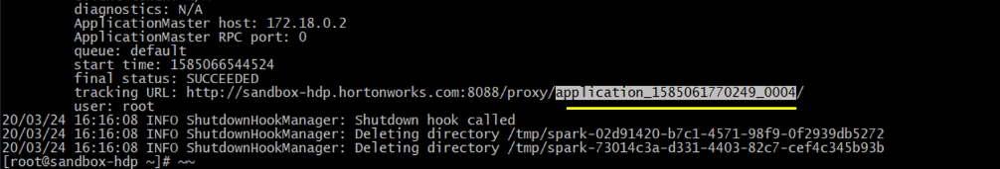 diagnostics: N/A
ApplicationMaster host: 172.18.0.2
ApplicationMaster RPC port: 0
queue: default
start time: 1585066544524
final status: SUCCEEDED
tracking URL: http://sandbox-hdp.hortonworks.com:8088/proxy/application_1585061770249_0004/
user: root
20/03/24 16:16:08 INFO ShutdownHookManager: Shutdown hook called
20/03/24 16:16:08 INFO ShutdownHookManager: Deleting directory /tmp/spark-02d91420-b7c1-4571-98f9-0f2939db5272
20/03/24 16:16:08 INFO ShutdownHookManager: Deleting directory /tmp/spark-73014c3a-d331-4403-82c7-cef4c345b93b
[root@sandbox-hdp ~]# ~~